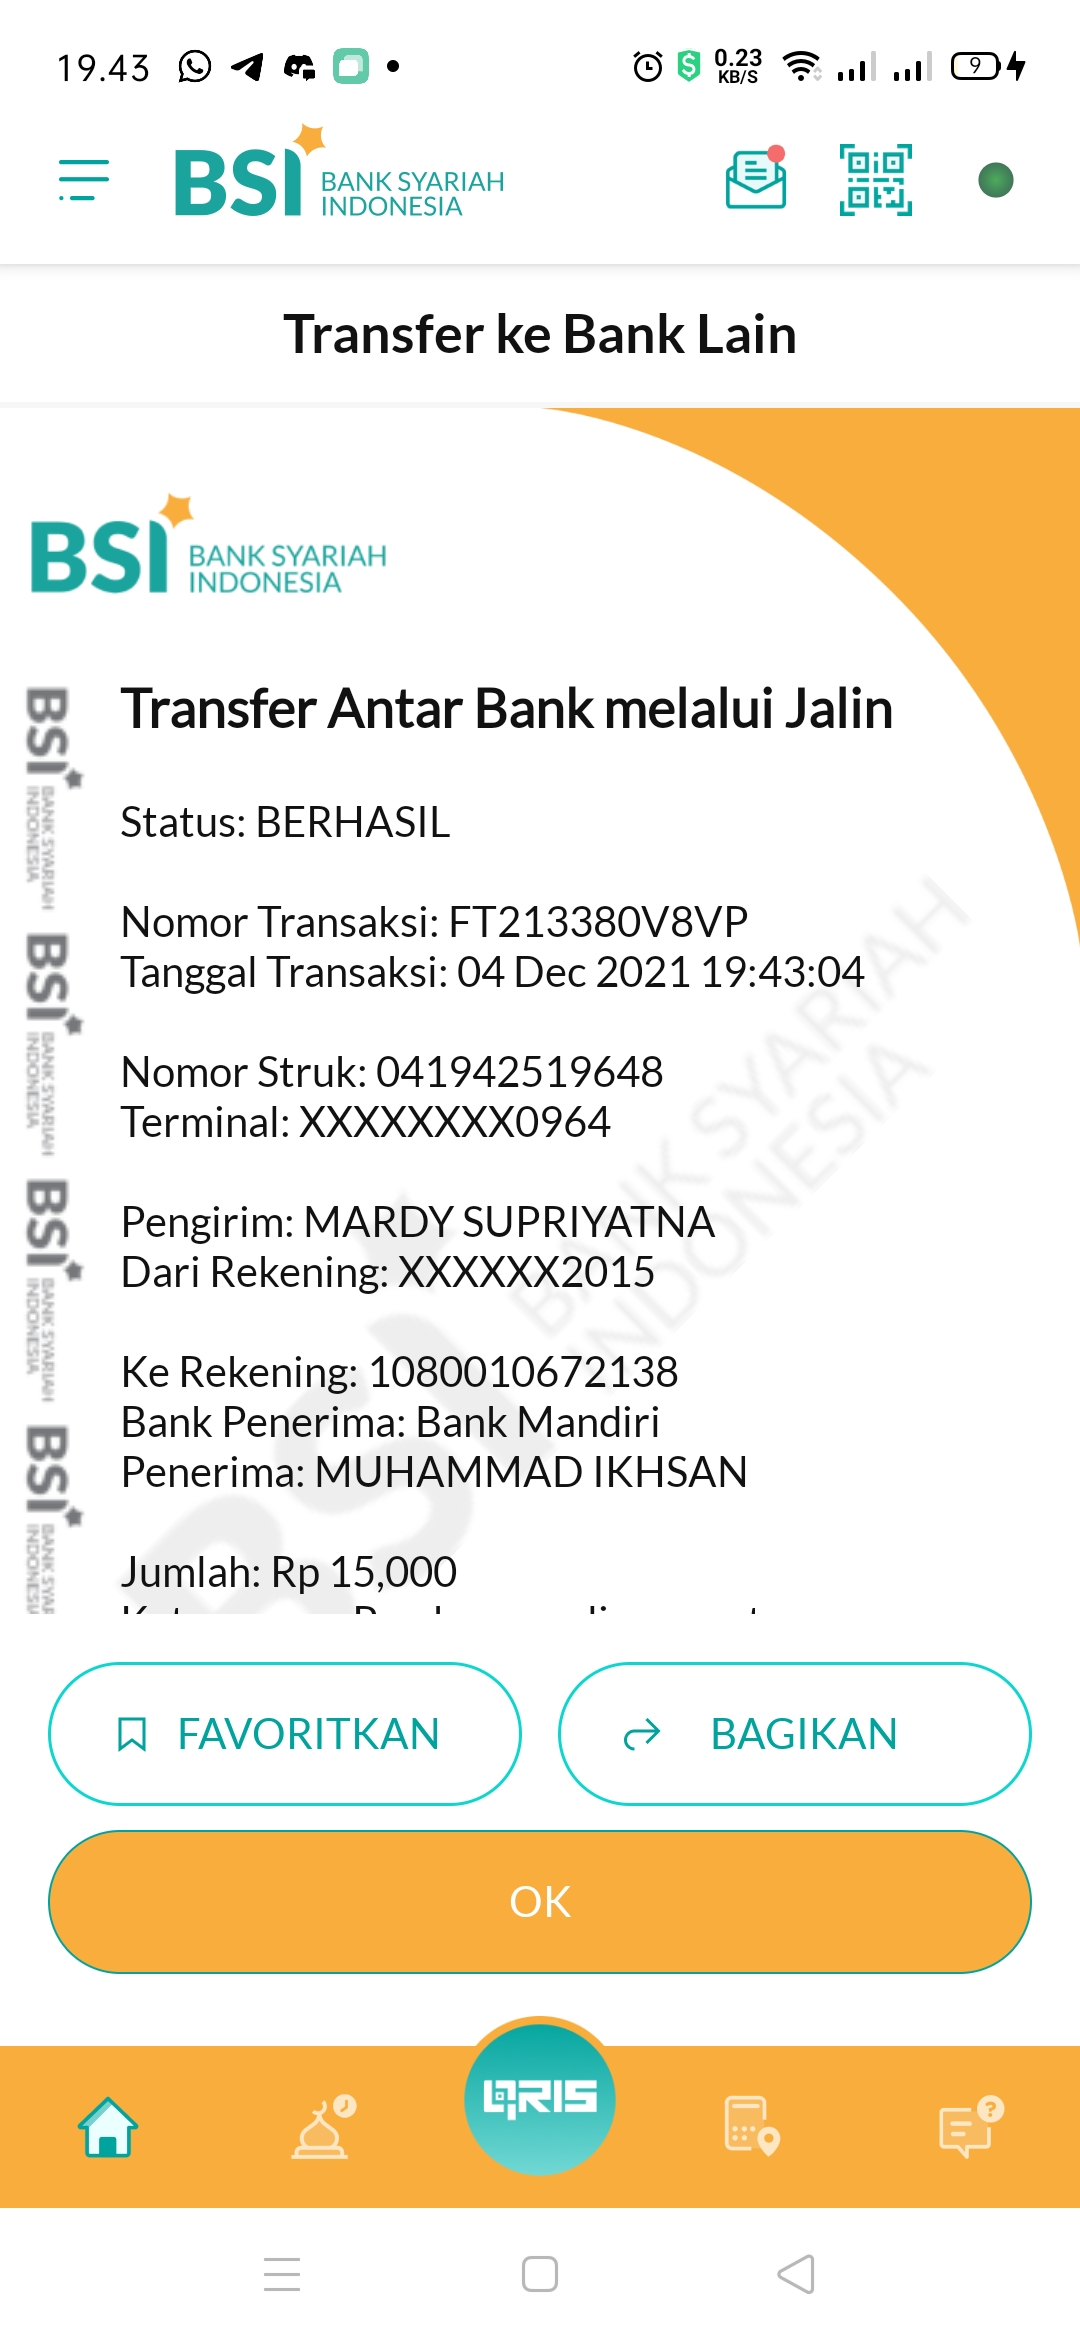 19.43
0.23
KB/S
9
BSI BANK SYARIAH
INDONESIA
Transfer ke Bank Lain
BSI BANK SYARIAH
INDONESIA
Transfer Antar Bank melalui Jalin
Status: BERHASIL
Nomor Transaksi: FT213380V8VP
Tanggal Transaksi: 04 Dec 2021 19:43:04
Nomor Struk: 041942519648
Terminal: XXXXXXXX0964
Pengirim: MARDY SUPRIYATNA
Dari Rekening: XXXXXX2015
Ke Rekening: 1080010672138
Bank Penerima: Bank Mandiri
Penerima: MUHAMMAD IKHSAN
Jumlah: Rp 15,000
BSI BANK SYARIAH
INDONESIA
BSI BANK SYARIAH
INDONESIA
BSI BANK SYARIAH
INDONESIA
BSI BANK SYAR
INDONESI
BSI BANK SYARIAH
INDONESIA
FAVORITKAN
BAGIKAN
OK
QRIS